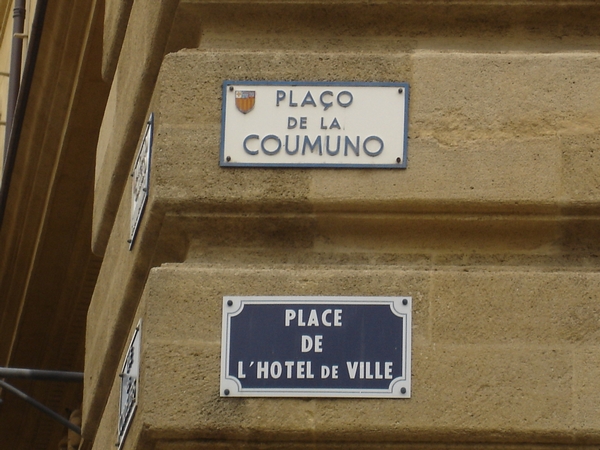 PLAÇO
DE LA
COUMUNO
PLACE
DE
L'HOTEL DE VILLE